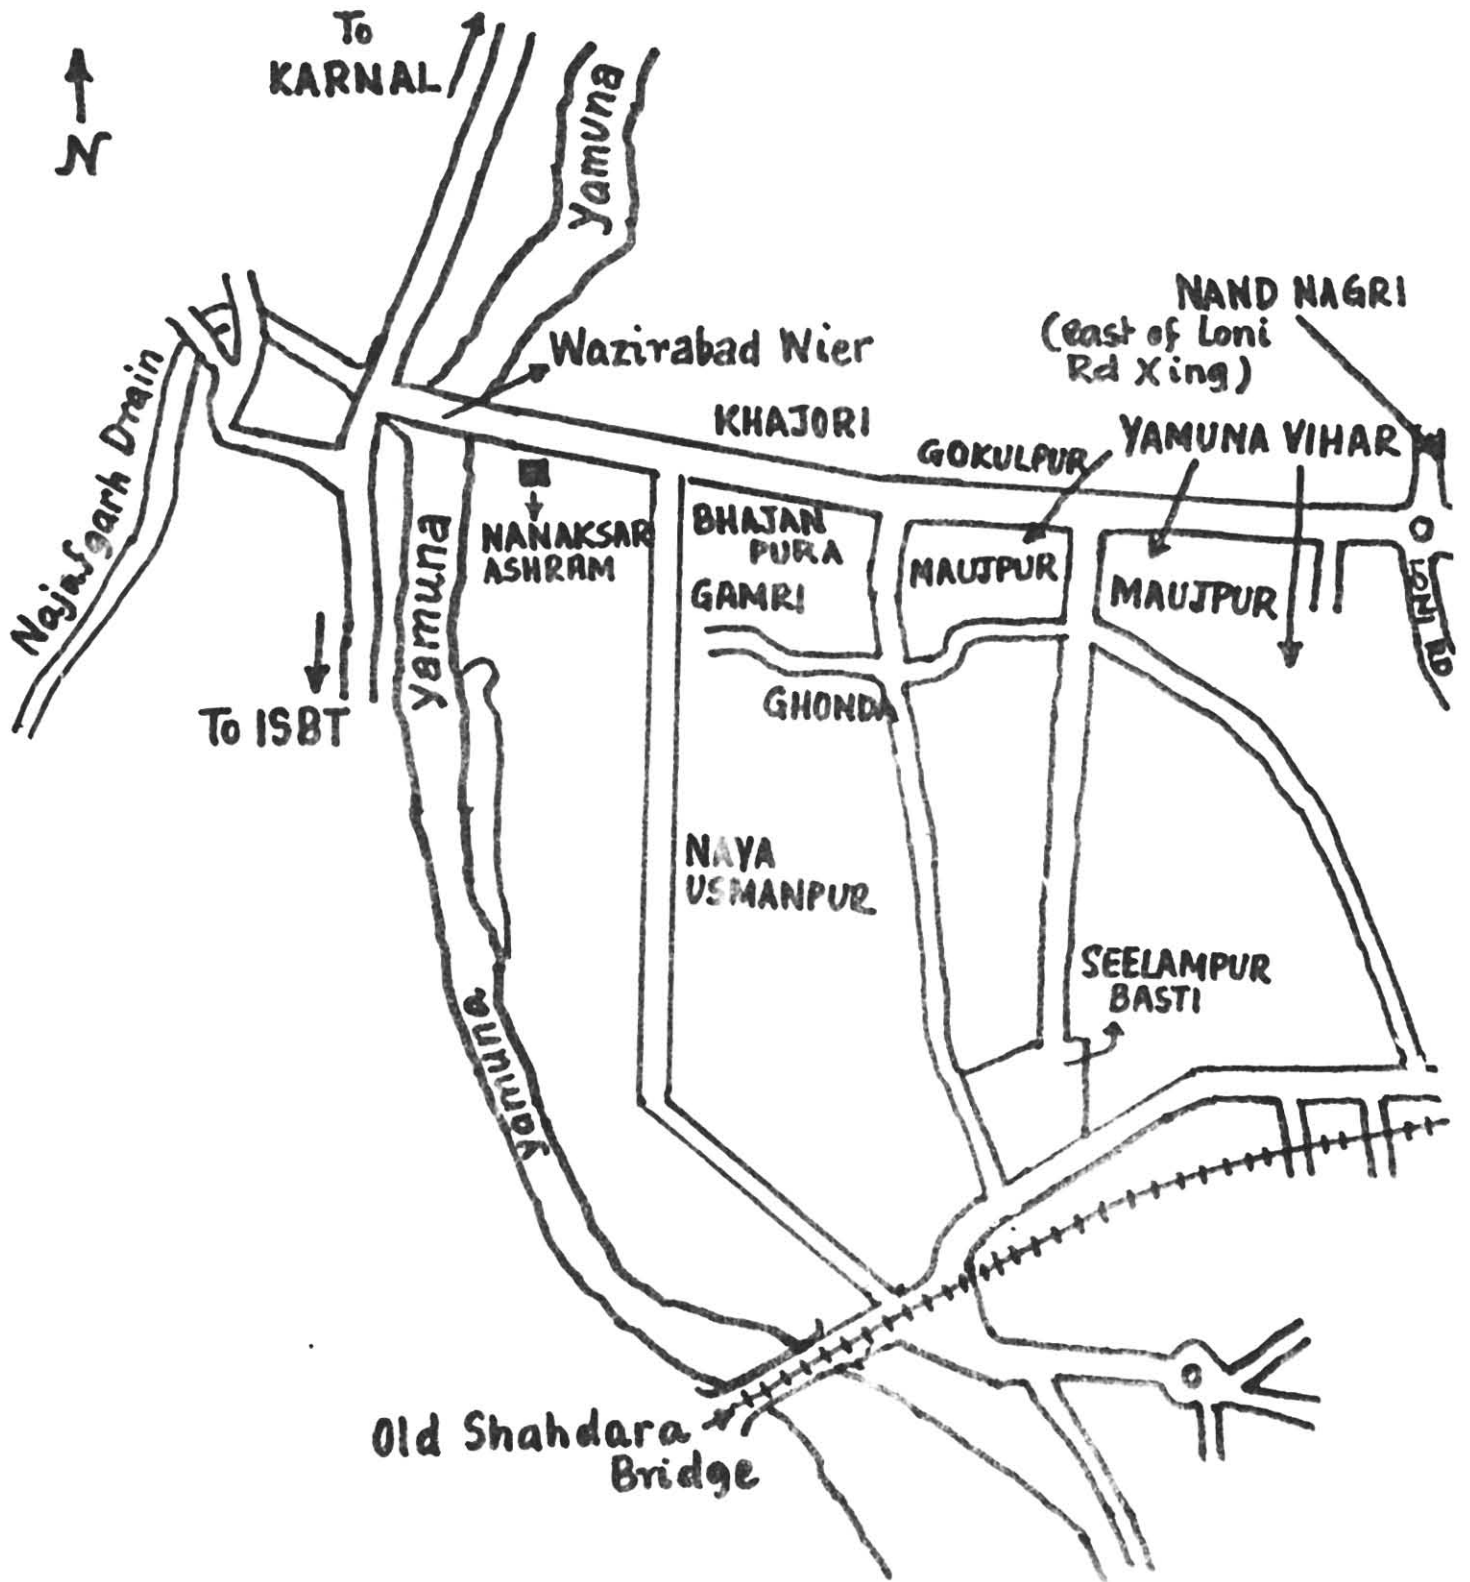 To
KARNAL
N
Yamuna
NAND NAGRI
(east of Loni
Rd Xing)
Wazirabad Nier
Najafgarh Drain
KHAJORI
GOKULPUR
YAMUNA VIHAR
NANAKSAR
ASHRAM
BHAJAN
PURA
GAMRI
MAUJPUR
MAUJPUR
LONI RD
Yamuna
To ISBT
GHONDA
NAYA
USMANPUR
SEELAMPUR
BASTI
Yamuna
Old Shahdara
Bridge